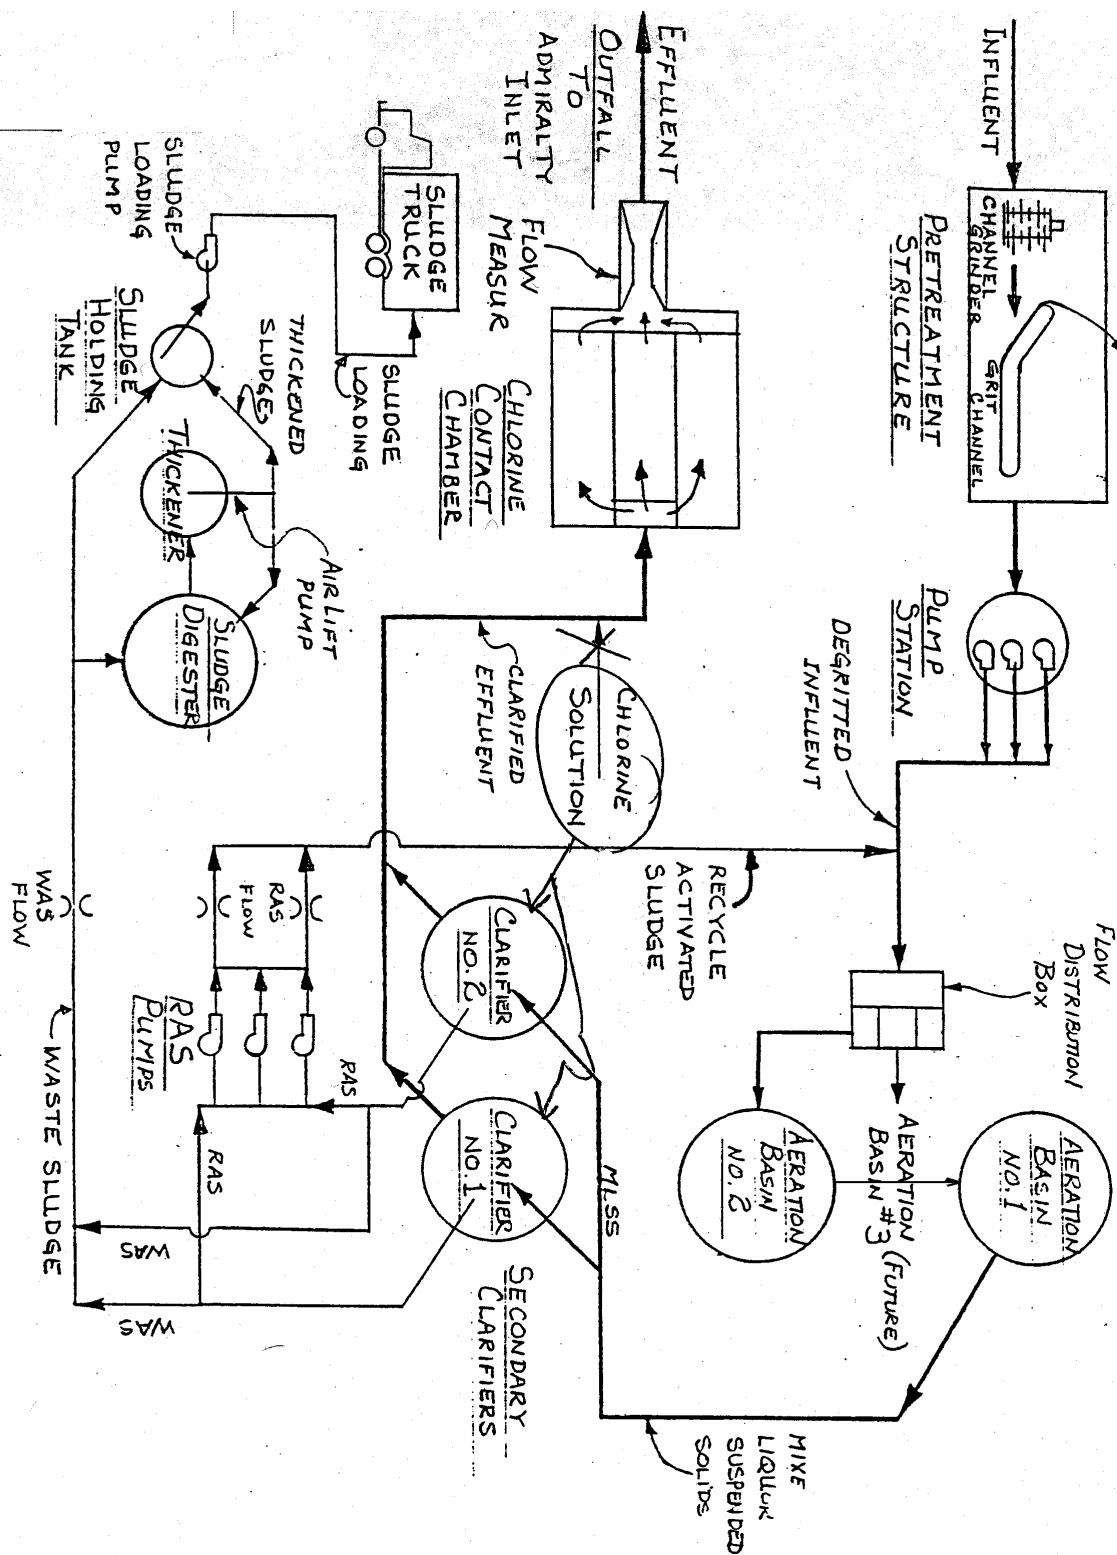 INFLUENT
CHANNEL
GRINDER
GRIT
CHANNEL
PRETREATMENT
STRUCTURE
PUMP
STATION
DEGRITTED
INFLUENT
FLOW
DISTRIBUTION
BOX
AERATION
BASIN
NO. 1
AERATION
BASIN #3 (FUTURE)
AERATION
BASIN
NO. 2
MIXE
LIQUUR
SUSPENDED
SOLIDS
EFFLUENT
OUTFALL
TO
ADMIRALTY
INLET
FLOW
MEASUR
CHLORINE
CONTACT
CHAMBER
CHLORINE
SOLUTION
CLARIFIED
EFFLUENT
RECYCLE
ACTIVATED
SLUDGE
MLSS
CLARIFIER
NO. 2
CLARIFIER
NO. 1
SECONDARY
CLARIFIERS
SLUDGE
TRUCK
SLUDGE
LOADING
SLUDGE
LOADING
PUMP
THICKENED
SLUDGES
SLUDGE
HOLDING
TANK
THICKENER
AIR LIFT
PUMP
SLUDGE
DIGESTER
RAS
FLOW
RAS
PUMPS
RAS
RAS
WAS
WAS
WAS
FLOW
WASTE SLUDGE